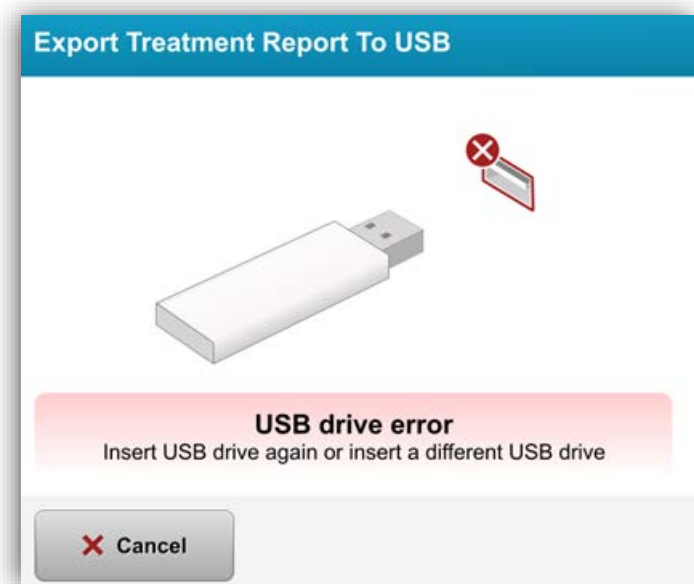 Export Treatment Report To USB
USB drive error
Insert USB drive again or insert a different USB drive
Cancel